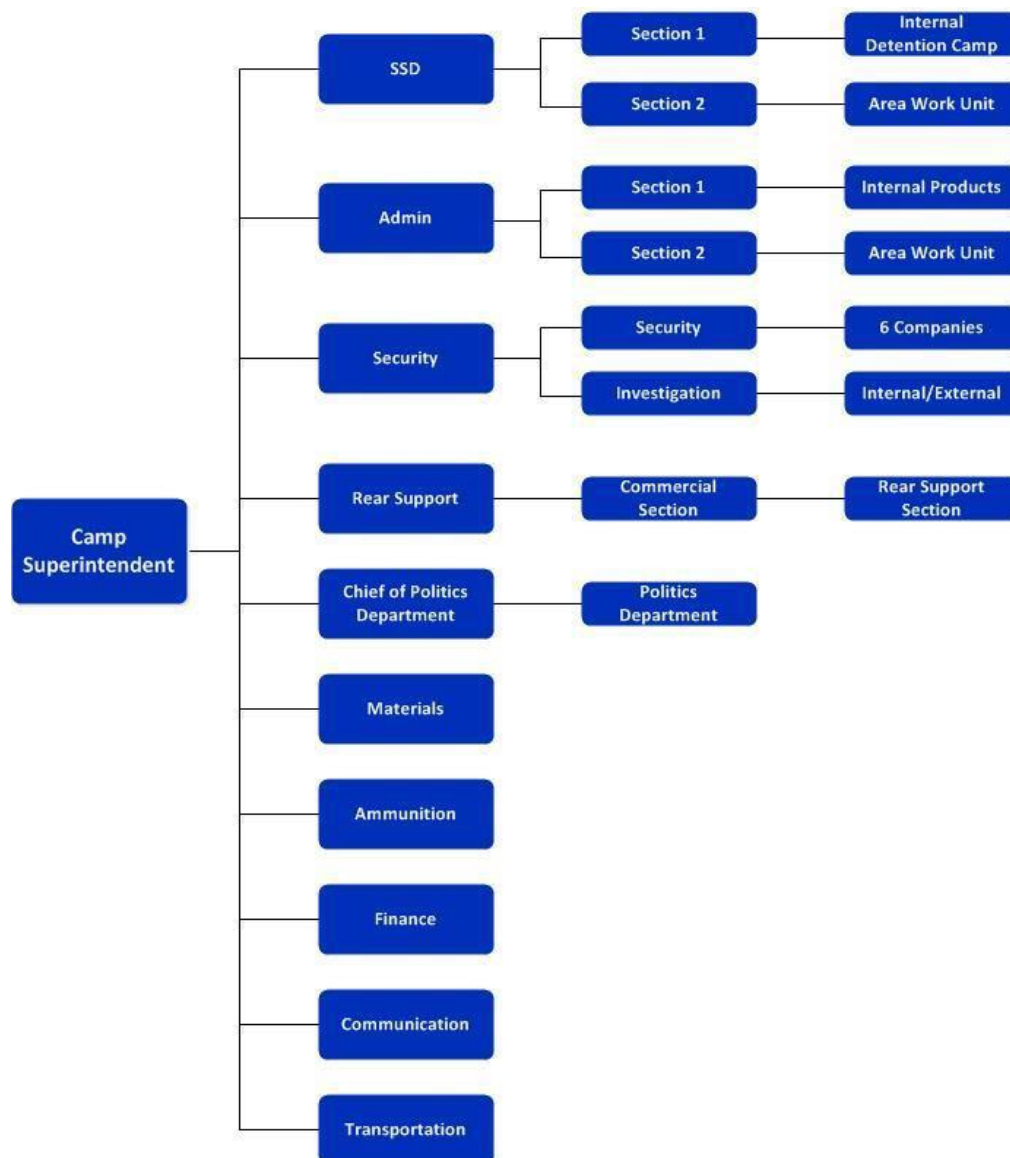 SSD
Section 1
Internal
Detention Camp
Section 2
Area Work Unit
Admin
Section 1
Internal Products
Section 2
Area Work Unit
Security
Security
6 Companies
Investigation
Internal/External
Camp
Superintendent
Rear Support
Commercial
Section
Rear Support
Section
Chief of Politics
Department
Politics
Department
Materials
Ammunition
Finance
Communication
Transportation